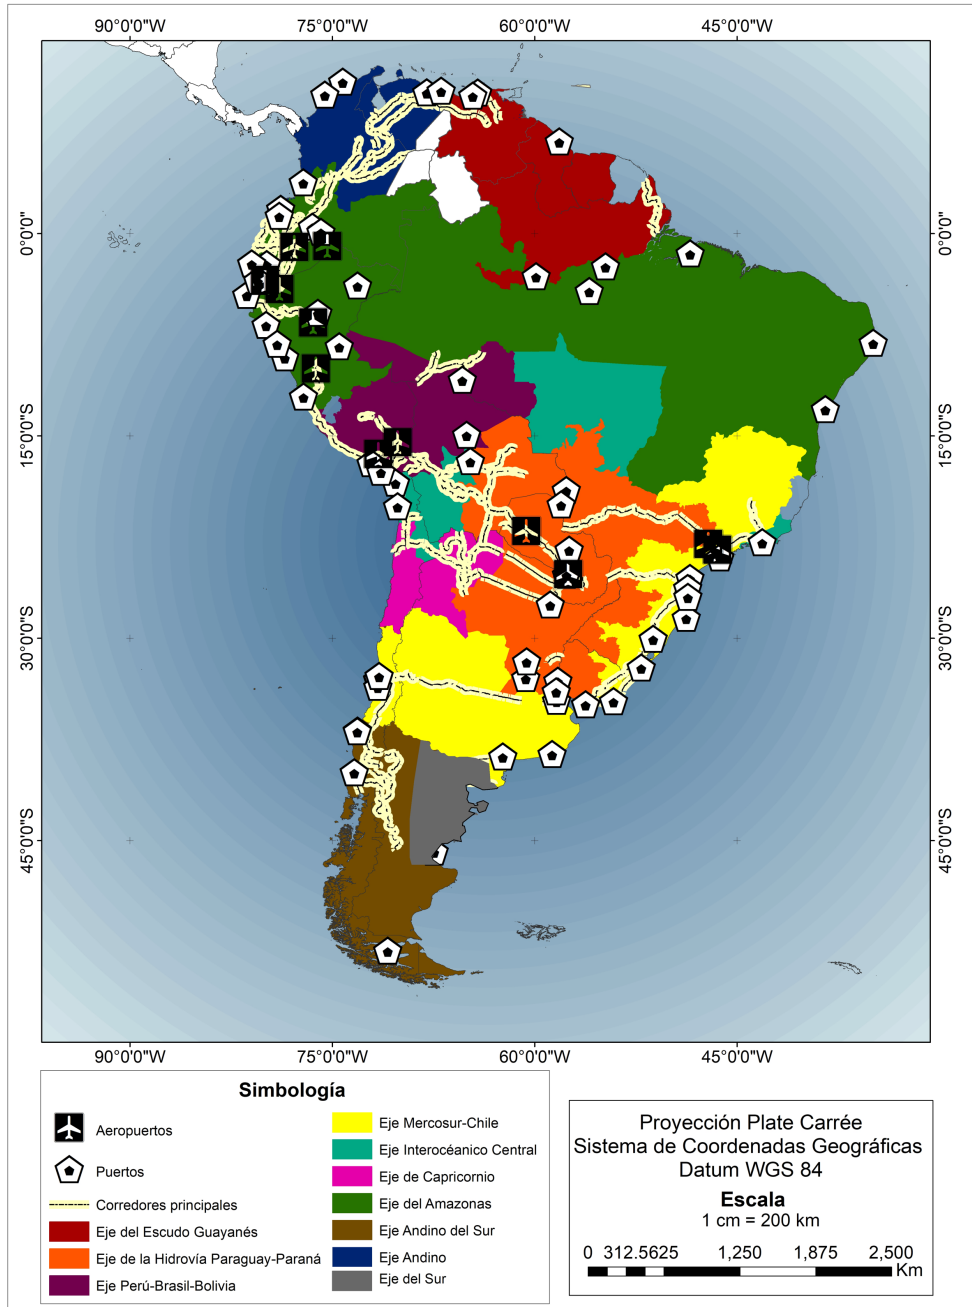 90°0'0"W 75°0'0"W 60°0'0"W 45°0'0"W
0°0'0" 0°0'0"
15°0'0"S 15°0'0"S
30°0'0"S 30°0'0"S
45°0'0"S 45°0'0"S
90°0'0"W 75°0'0"W 60°0'0"W 45°0'0"W
Simbología
Aeropuertos
Puertos
Corredores principales
Eje del Escudo Guayanés
Eje de la Hidrovía Paraguay-Paraná
Eje Perú-Brasil-Bolivia
Eje Mercosur-Chile
Eje Interocéanico Central
Eje de Capricornio
Eje del Amazonas
Eje Andino del Sur
Eje Andino
Eje del Sur
Proyección Plate Carrée
Sistema de Coordenadas Geográficas
Datum WGS 84
Escala
1 cm = 200 km
0 312.5625 1,250 1,875 2,500
Km